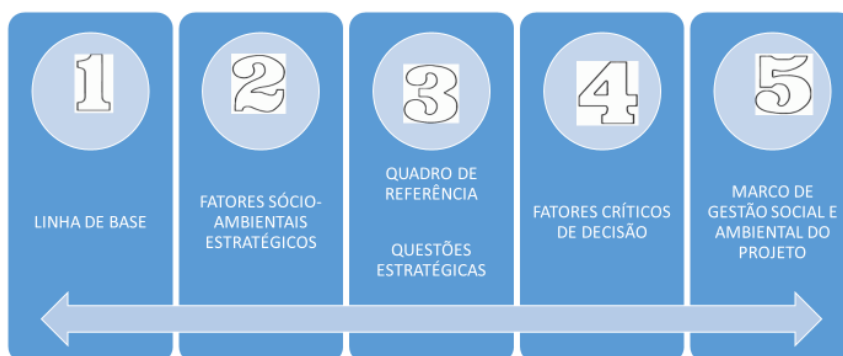 1
LINHA DE BASE
2
FATORES SÓCIO-
AMBIENTAIS
ESTRATÉGICOS
3
QUADRO DE
REFERÊNCIA
QUESTÕES
ESTRATÉGICAS
4
FATORES CRÍTICOS
DE DECISÃO
5
MARCO DE
GESTÃO SOCIAL E
AMBIENTAL DO
PROJETO